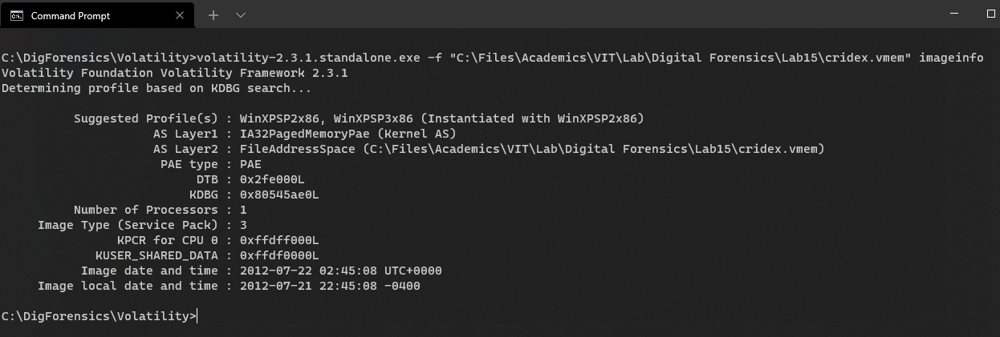 Command Prompt
C:\DigForensics\Volatility>volatility-2.3.1.standalone.exe -f "C:\Files\Academics\VIT\Lab\Digital Forensics\Lab15\cridex.vmem" imageinfo
Volatility Foundation Volatility Framework 2.3.1
Determining profile based on KDBG search...
Suggested Profile(s) : WinXPSP2x86, WinXPSP3x86 (Instantiated with WinXPSP2x86)
AS Layer1 : IA32PagedMemoryPae (Kernel AS)
AS Layer2 : FileAddressSpace (C:\Files\Academics\VIT\Lab\Digital Forensics\Lab15\cridex.vmem)
PAE type : PAE
DTB : 0x2fe000L
KDBG : 0x80545ae0L
Number of Processors : 1
Image Type (Service Pack) : 3
KPCR for CPU 0 : 0xffdff000L
KUSER_SHARED_DATA : 0xffdf0000L
Image date and time : 2012-07-22 02:45:08 UTC+0000
Image local date and time : 2012-07-21 22:45:08 -0400
C:\DigForensics\Volatility>